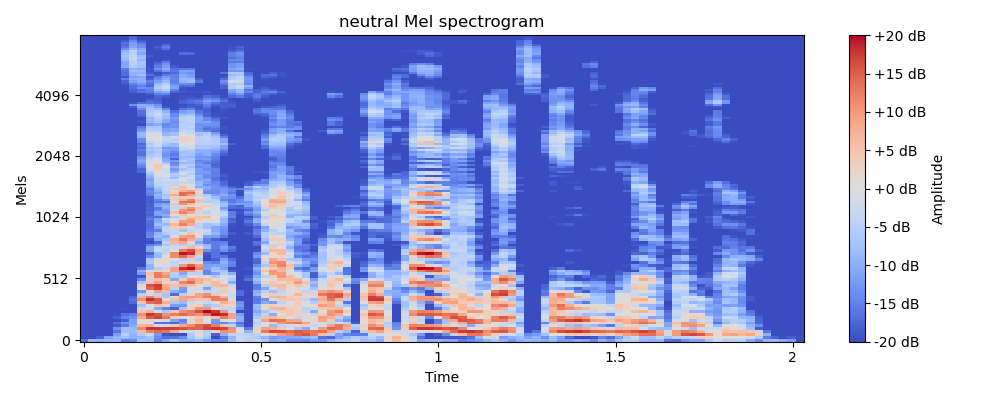 neutral Mel spectrogram
Mels
4096
2048
1024
512
0
0
0.5
1
1.5
2
Time
+20 dB
+15 dB
+10 dB
+5 dB
+0 dB
-5 dB
-10 dB
-15 dB
-20 dB
Amplitude